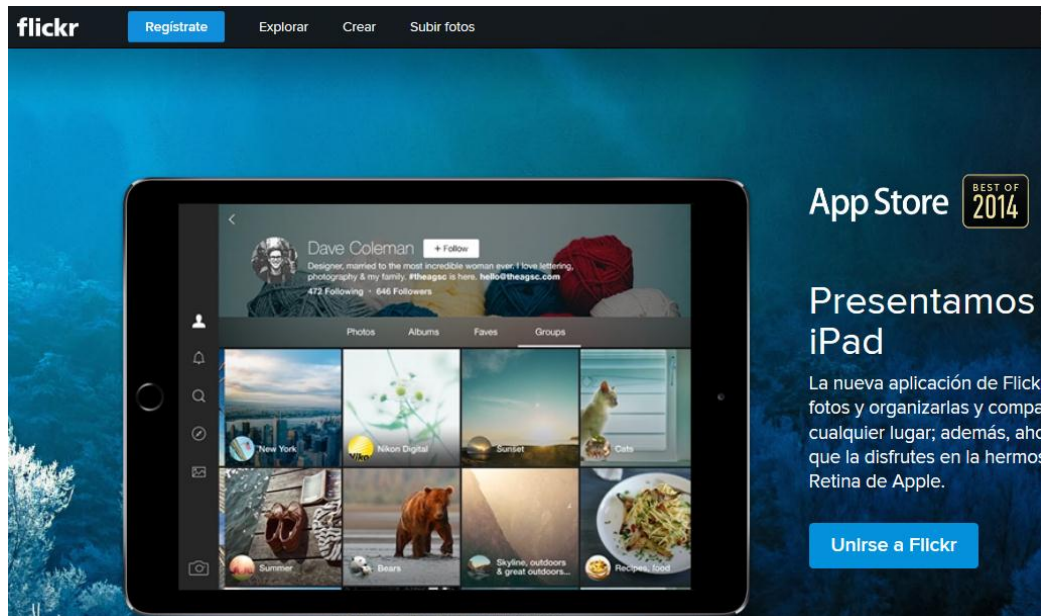 flickr
Regístrate
Explorar
Crear
Subir fotos
App Store
BEST OF
2014
Dave Coleman
+ Follow
Designer, married to the most incredible woman ever. I love lettering,
photography & my family. #theagsc is here. hello@theagsc.com
472 Following • 646 Followers
Photos
Albums
Faves
Groups
New York
Nikon Digital
Sunset
Cats
Summer
Bears
Skyline, outdoors
& great outdoors...
Recipes, food
Presentamos
iPad
La nueva aplicación de Flick
fotos y organizarlas y compa
cualquier lugar; además, aho
que la disfrutes en la hermos
Retina de Apple.
Unirse a Flickr